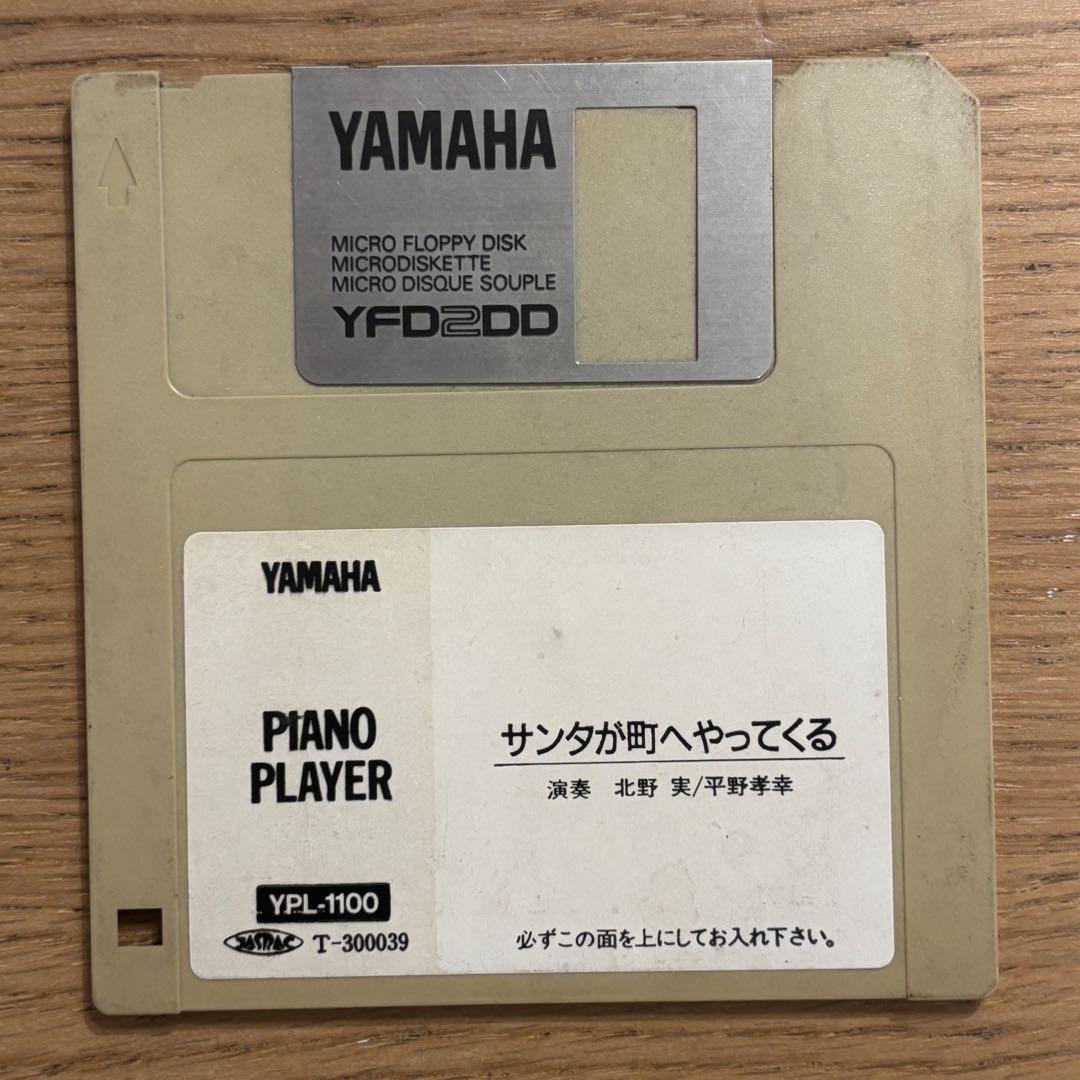 YAMAHA
MICRO FLOPPY DISK
MICRODISKETTE
MICRO DISQUE SOUPLE
YFD2DD
YAMAHA
PIANO
PLAYER
YPL-1100
JASRAC T-300039
サンタが町へやってくる
演奏 北野 実/平野孝幸
必ずこの面を上にしてお入れ下さい。